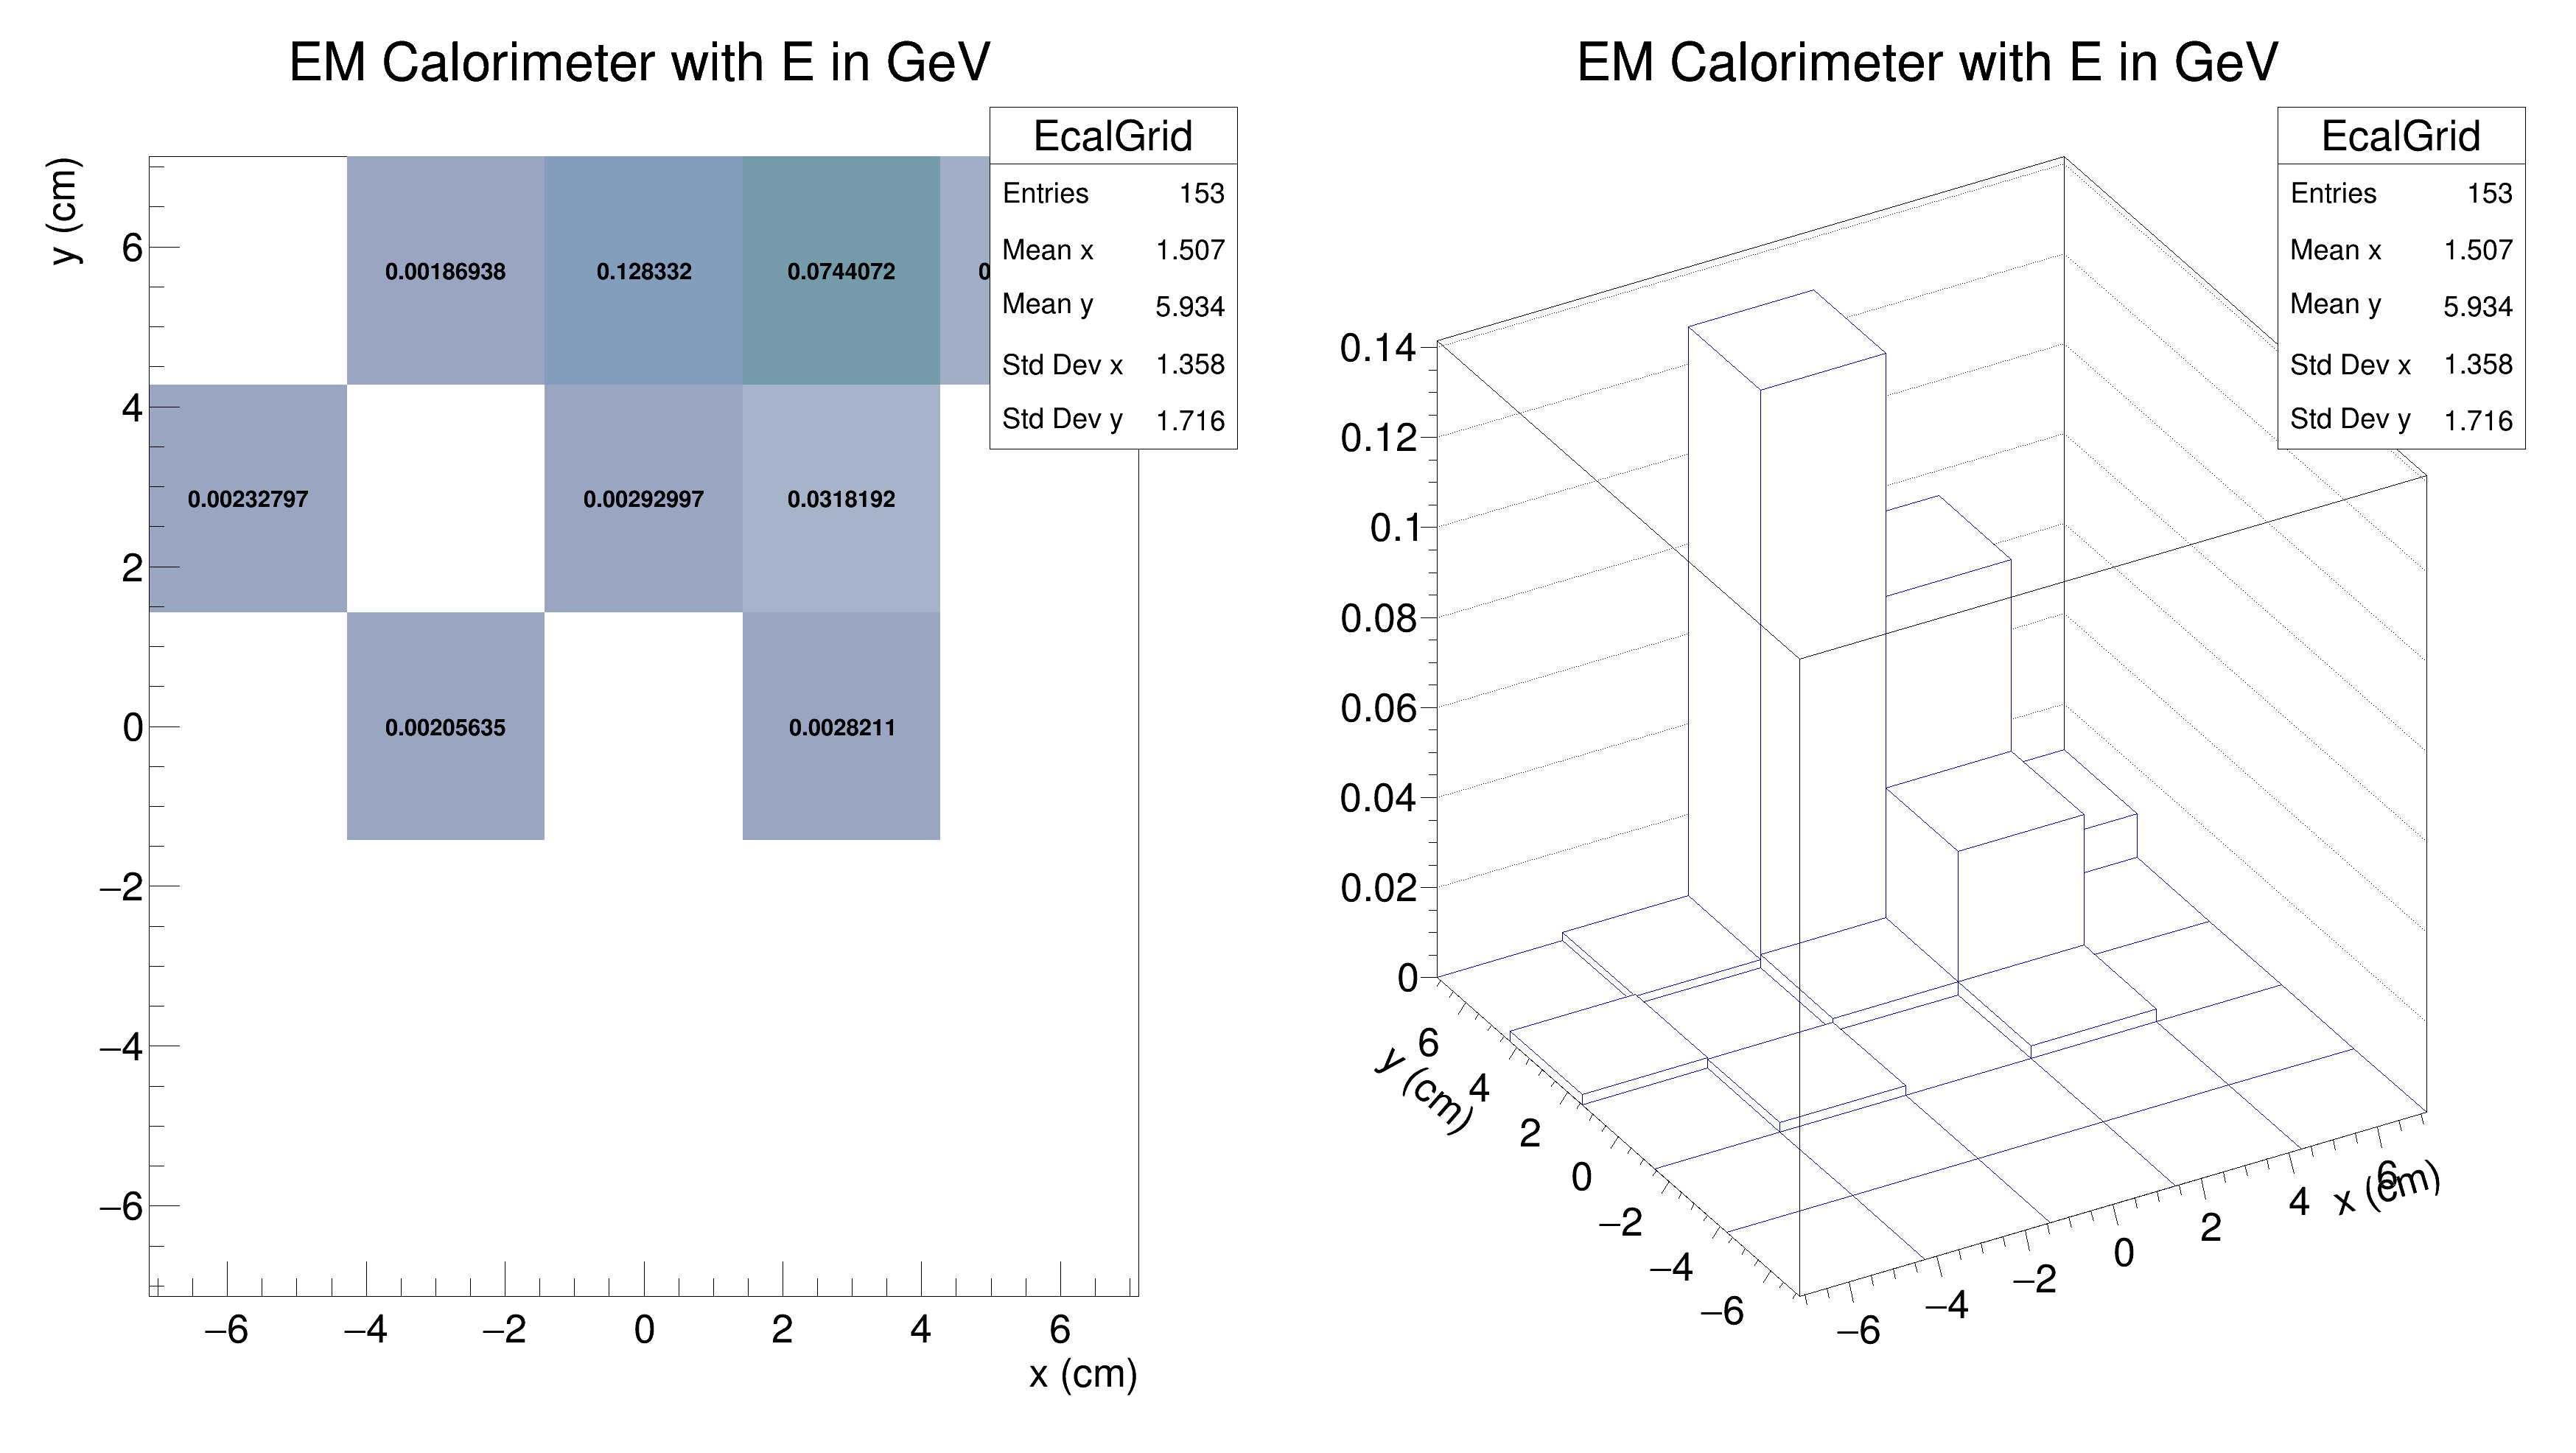 EM Calorimeter with E in GeV
EcalGrid
Entries 153
Mean x 1.507
Mean y 5.934
Std Dev x 1.358
Std Dev y 1.716
y (cm)
6
4
2
0
−2
−4
−6
0.00186938 0.128332 0.0744072 0
0.00232797 0.00292997 0.0318192
0.00205635 0.0028211
−6 −4 −2 0 2 4 6
x (cm)
EM Calorimeter with E in GeV
EcalGrid
Entries 153
Mean x 1.507
Mean y 5.934
Std Dev x 1.358
Std Dev y 1.716
0.14
0.12
0.1
0.08
0.06
0.04
0.02
0
6
4
2
0
−2
−4
−6
y (cm)
−6 −4 −2 0 2 4 6
x (cm)